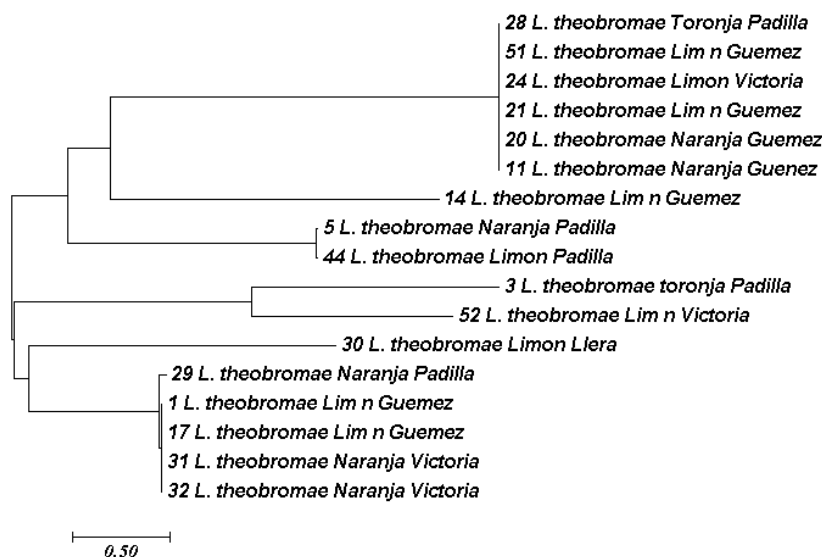 28 L. theobromae Toronja Padilla
51 L. theobromae Lim n Guemez
24 L. theobromae Limon Victoria
21 L. theobromae Lim n Guemez
20 L. theobromae Naranja Guemez
11 L. theobromae Naranja Guenez
14 L. theobromae Lim n Guemez
5 L. theobromae Naranja Padilla
44 L. theobromae Limon Padilla
3 L. theobromae toronja Padilla
52 L. theobromae Lim n Victoria
30 L. theobromae Limon Llera
29 L. theobromae Naranja Padilla
1 L. theobromae Lim n Guemez
17 L. theobromae Lim n Guemez
31 L. theobromae Naranja Victoria
32 L. theobromae Naranja Victoria
0.50